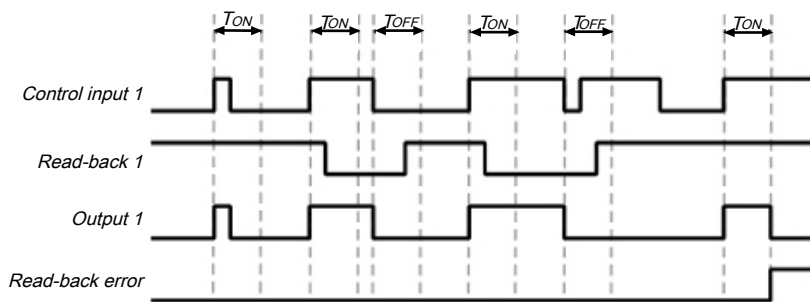 TON TON TOFF TON TOFF TON
Control input 1
Read-back 1
Output 1
Read-back error